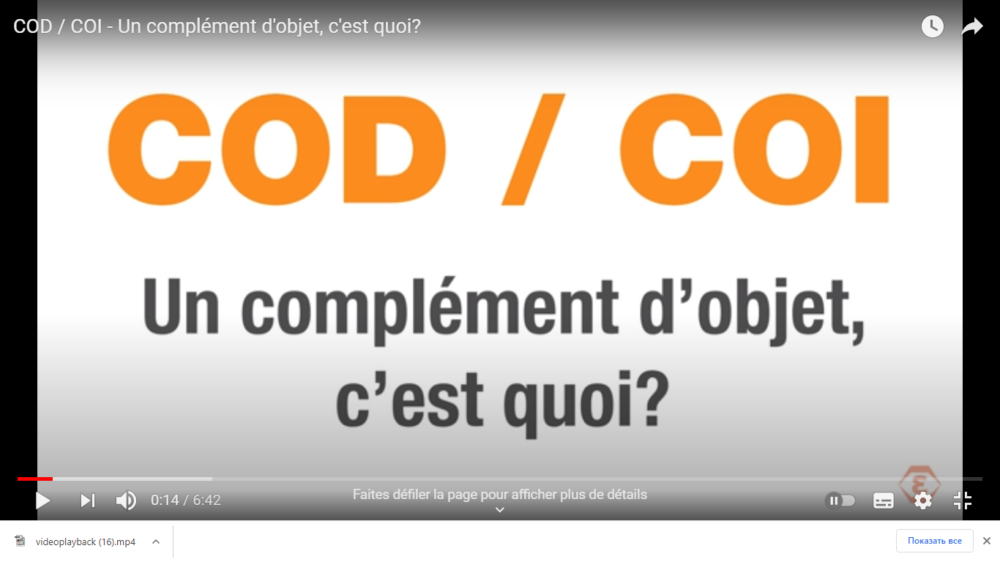 COD / COI - Un complément d'objet, c'est quoi?
COD / COI
Un complément d’objet,
c’est quoi?
0:14 / 6:42
Faites défiler la page pour afficher plus de détails
videoplayback (16).mp4
Показать все